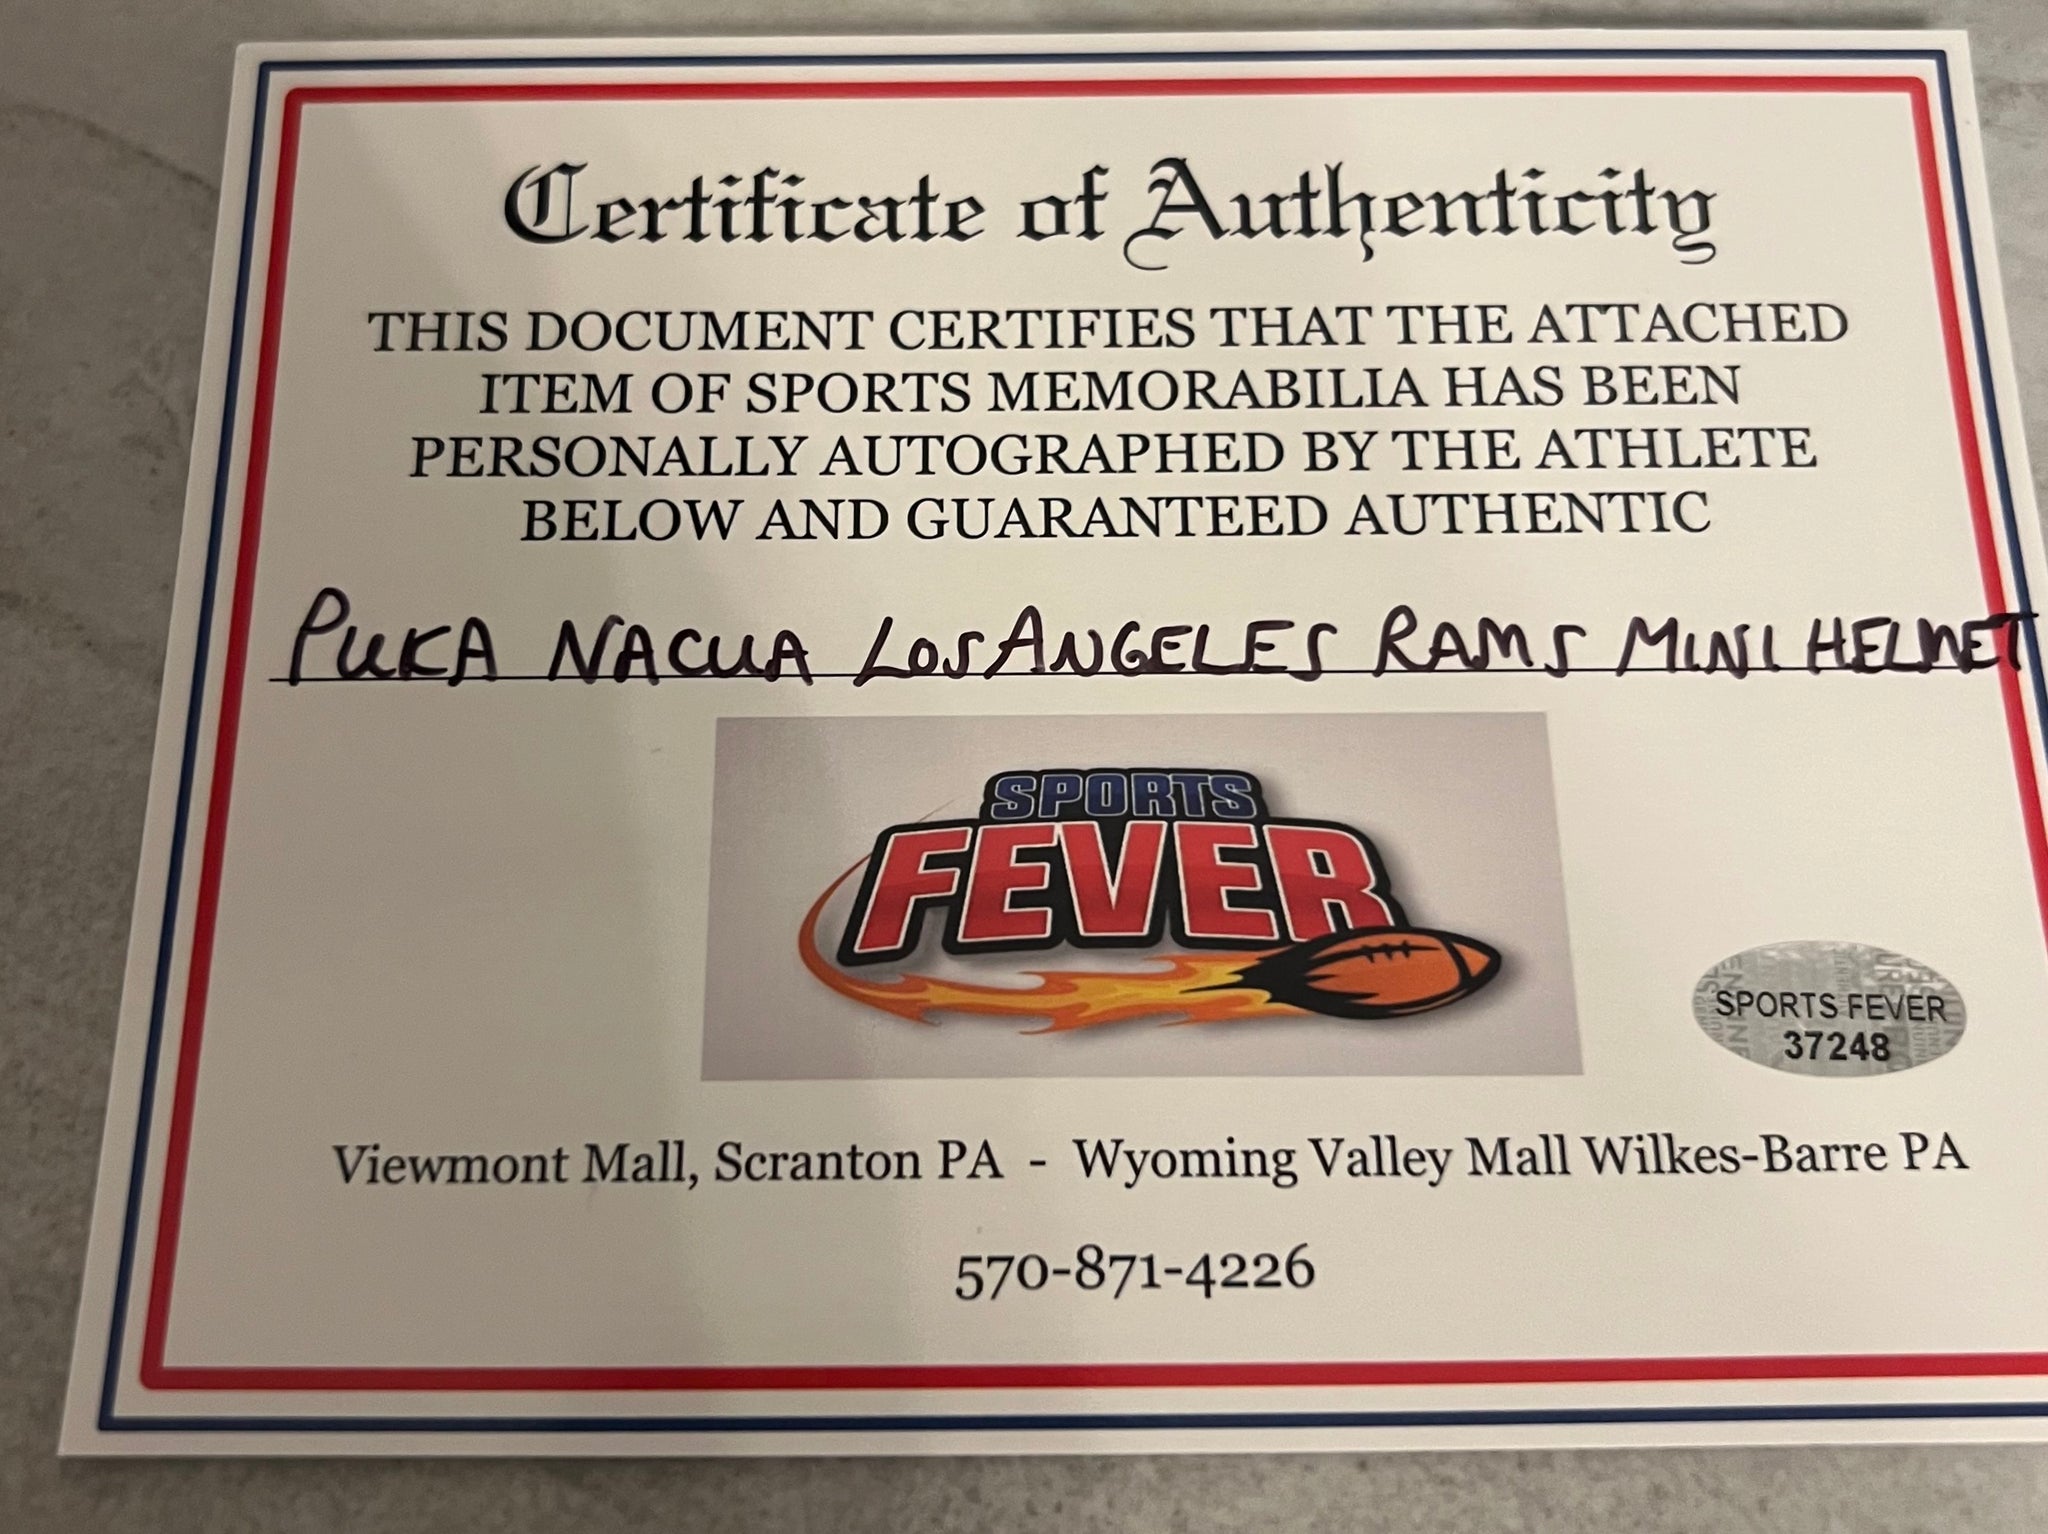 Certificate of Authenticity
THIS DOCUMENT CERTIFIES THAT THE ATTACHED
ITEM OF SPORTS MEMORABILIA HAS BEEN
PERSONALLY AUTOGRAPHED BY THE ATHLETE
BELOW AND GUARANTEED AUTHENTIC
PUKA NACUA LOS ANGELES RAMS MINI HELMET
SPORTS
FEVER
SPORTS FEVER
37248
Viewmont Mall, Scranton PA - Wyoming Valley Mall Wilkes-Barre PA
570-871-4226